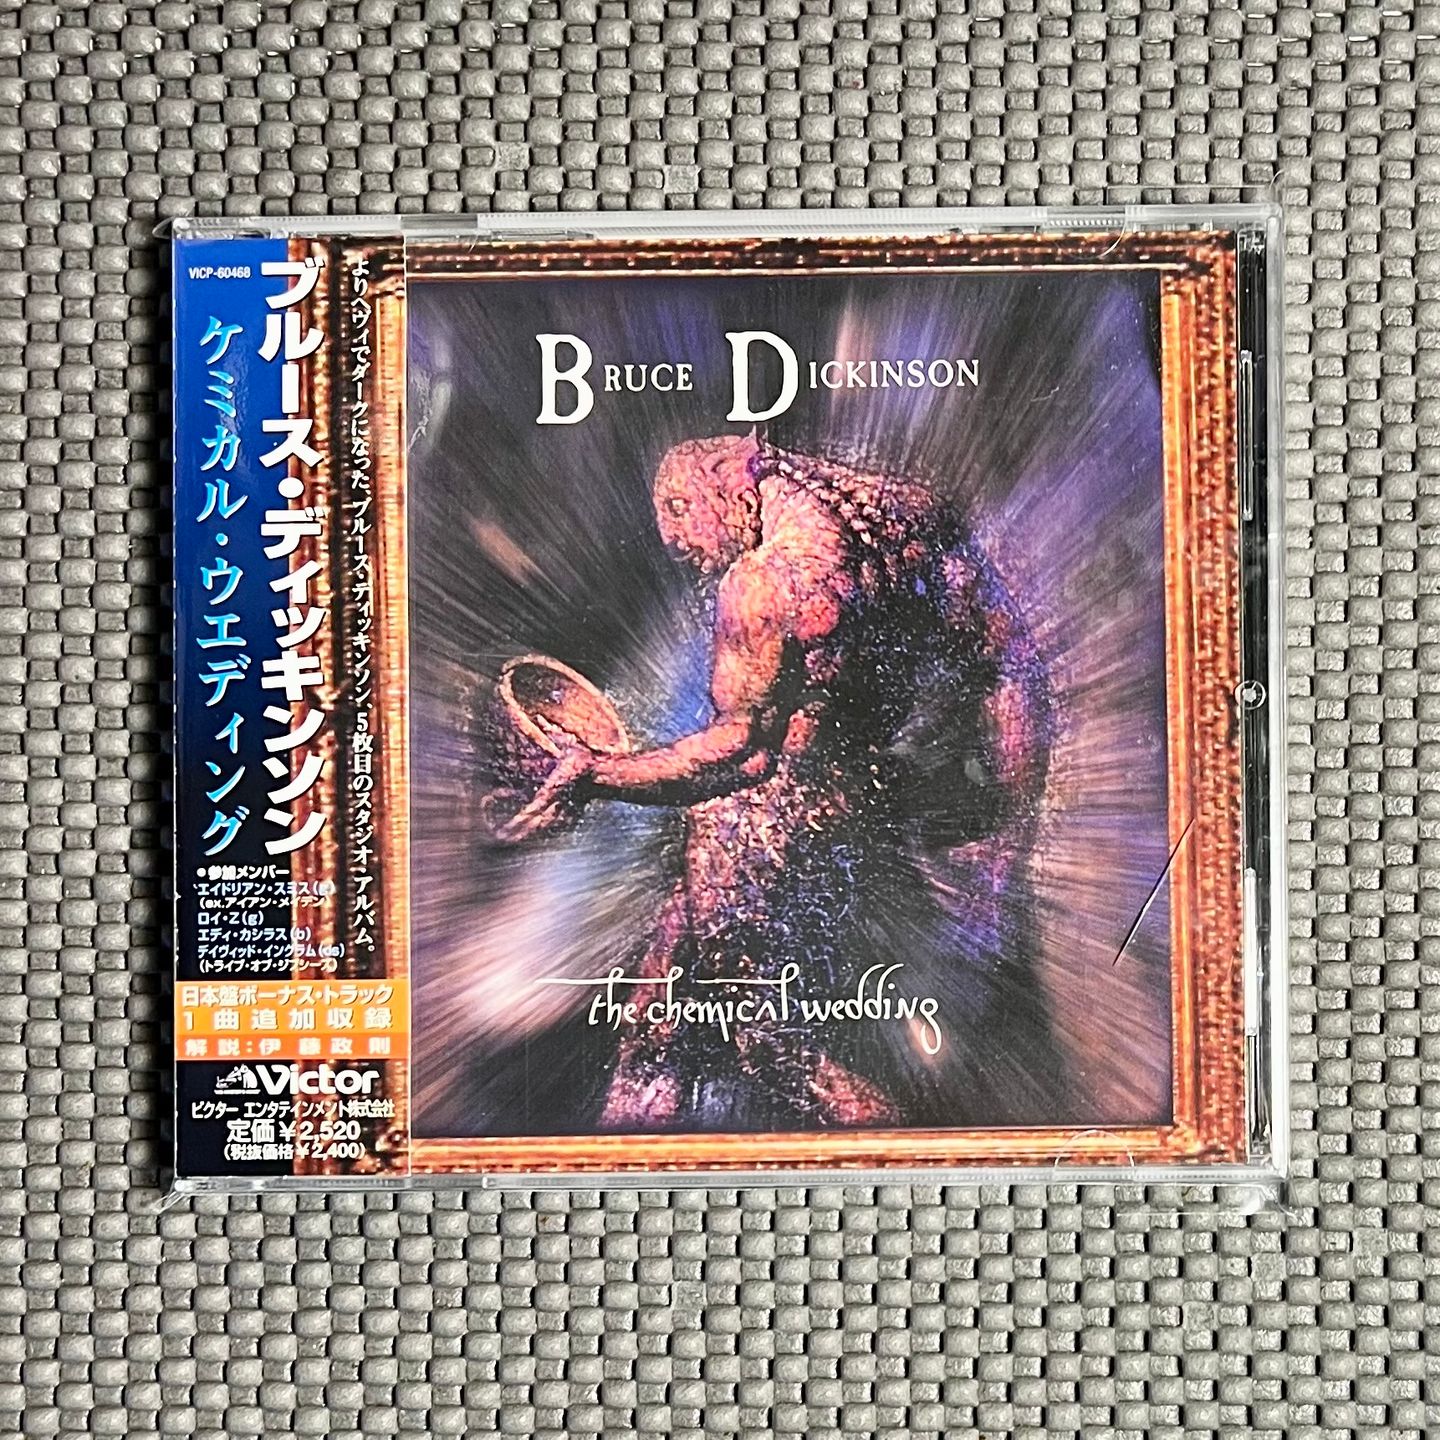 VICP-60468
よりヘヴィでダークになった、ブルース・ディッキンソン、5枚目のスタジオ・アルバム。
ブルース・ディッキンソン
ケミカル・ウエディング
●参加メンバー
エイドリアン・スミス(g)
(ex.アイアン・メイデン)
ロイ・Z(g)
エディ・カシラス(b)
デイヴィッド・イングラム(ds)
(トライブ・オブ・ジプシーズ)
日本盤ボーナス・トラック
1曲追加収録
解説:伊藤政則
Victor
ビクター エンタテインメント株式会社
定価¥2,520
(税抜価格¥2,400)
BRUCE DICKINSON
the chemical wedding